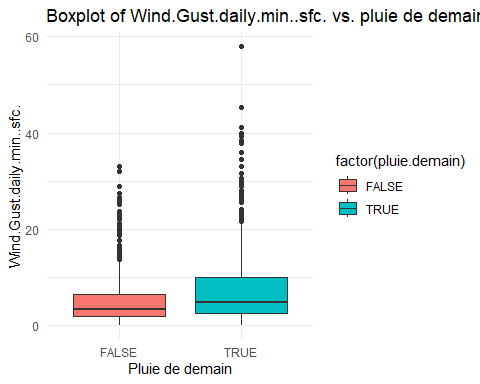 Boxplot of Wind.Gust.daily.min..sfc. vs. pluie de demain
Wind.Gust.daily.min..sfc.
60
40
20
0
FALSE
TRUE
Pluie de demain
factor(pluie.demain)
FALSE
TRUE